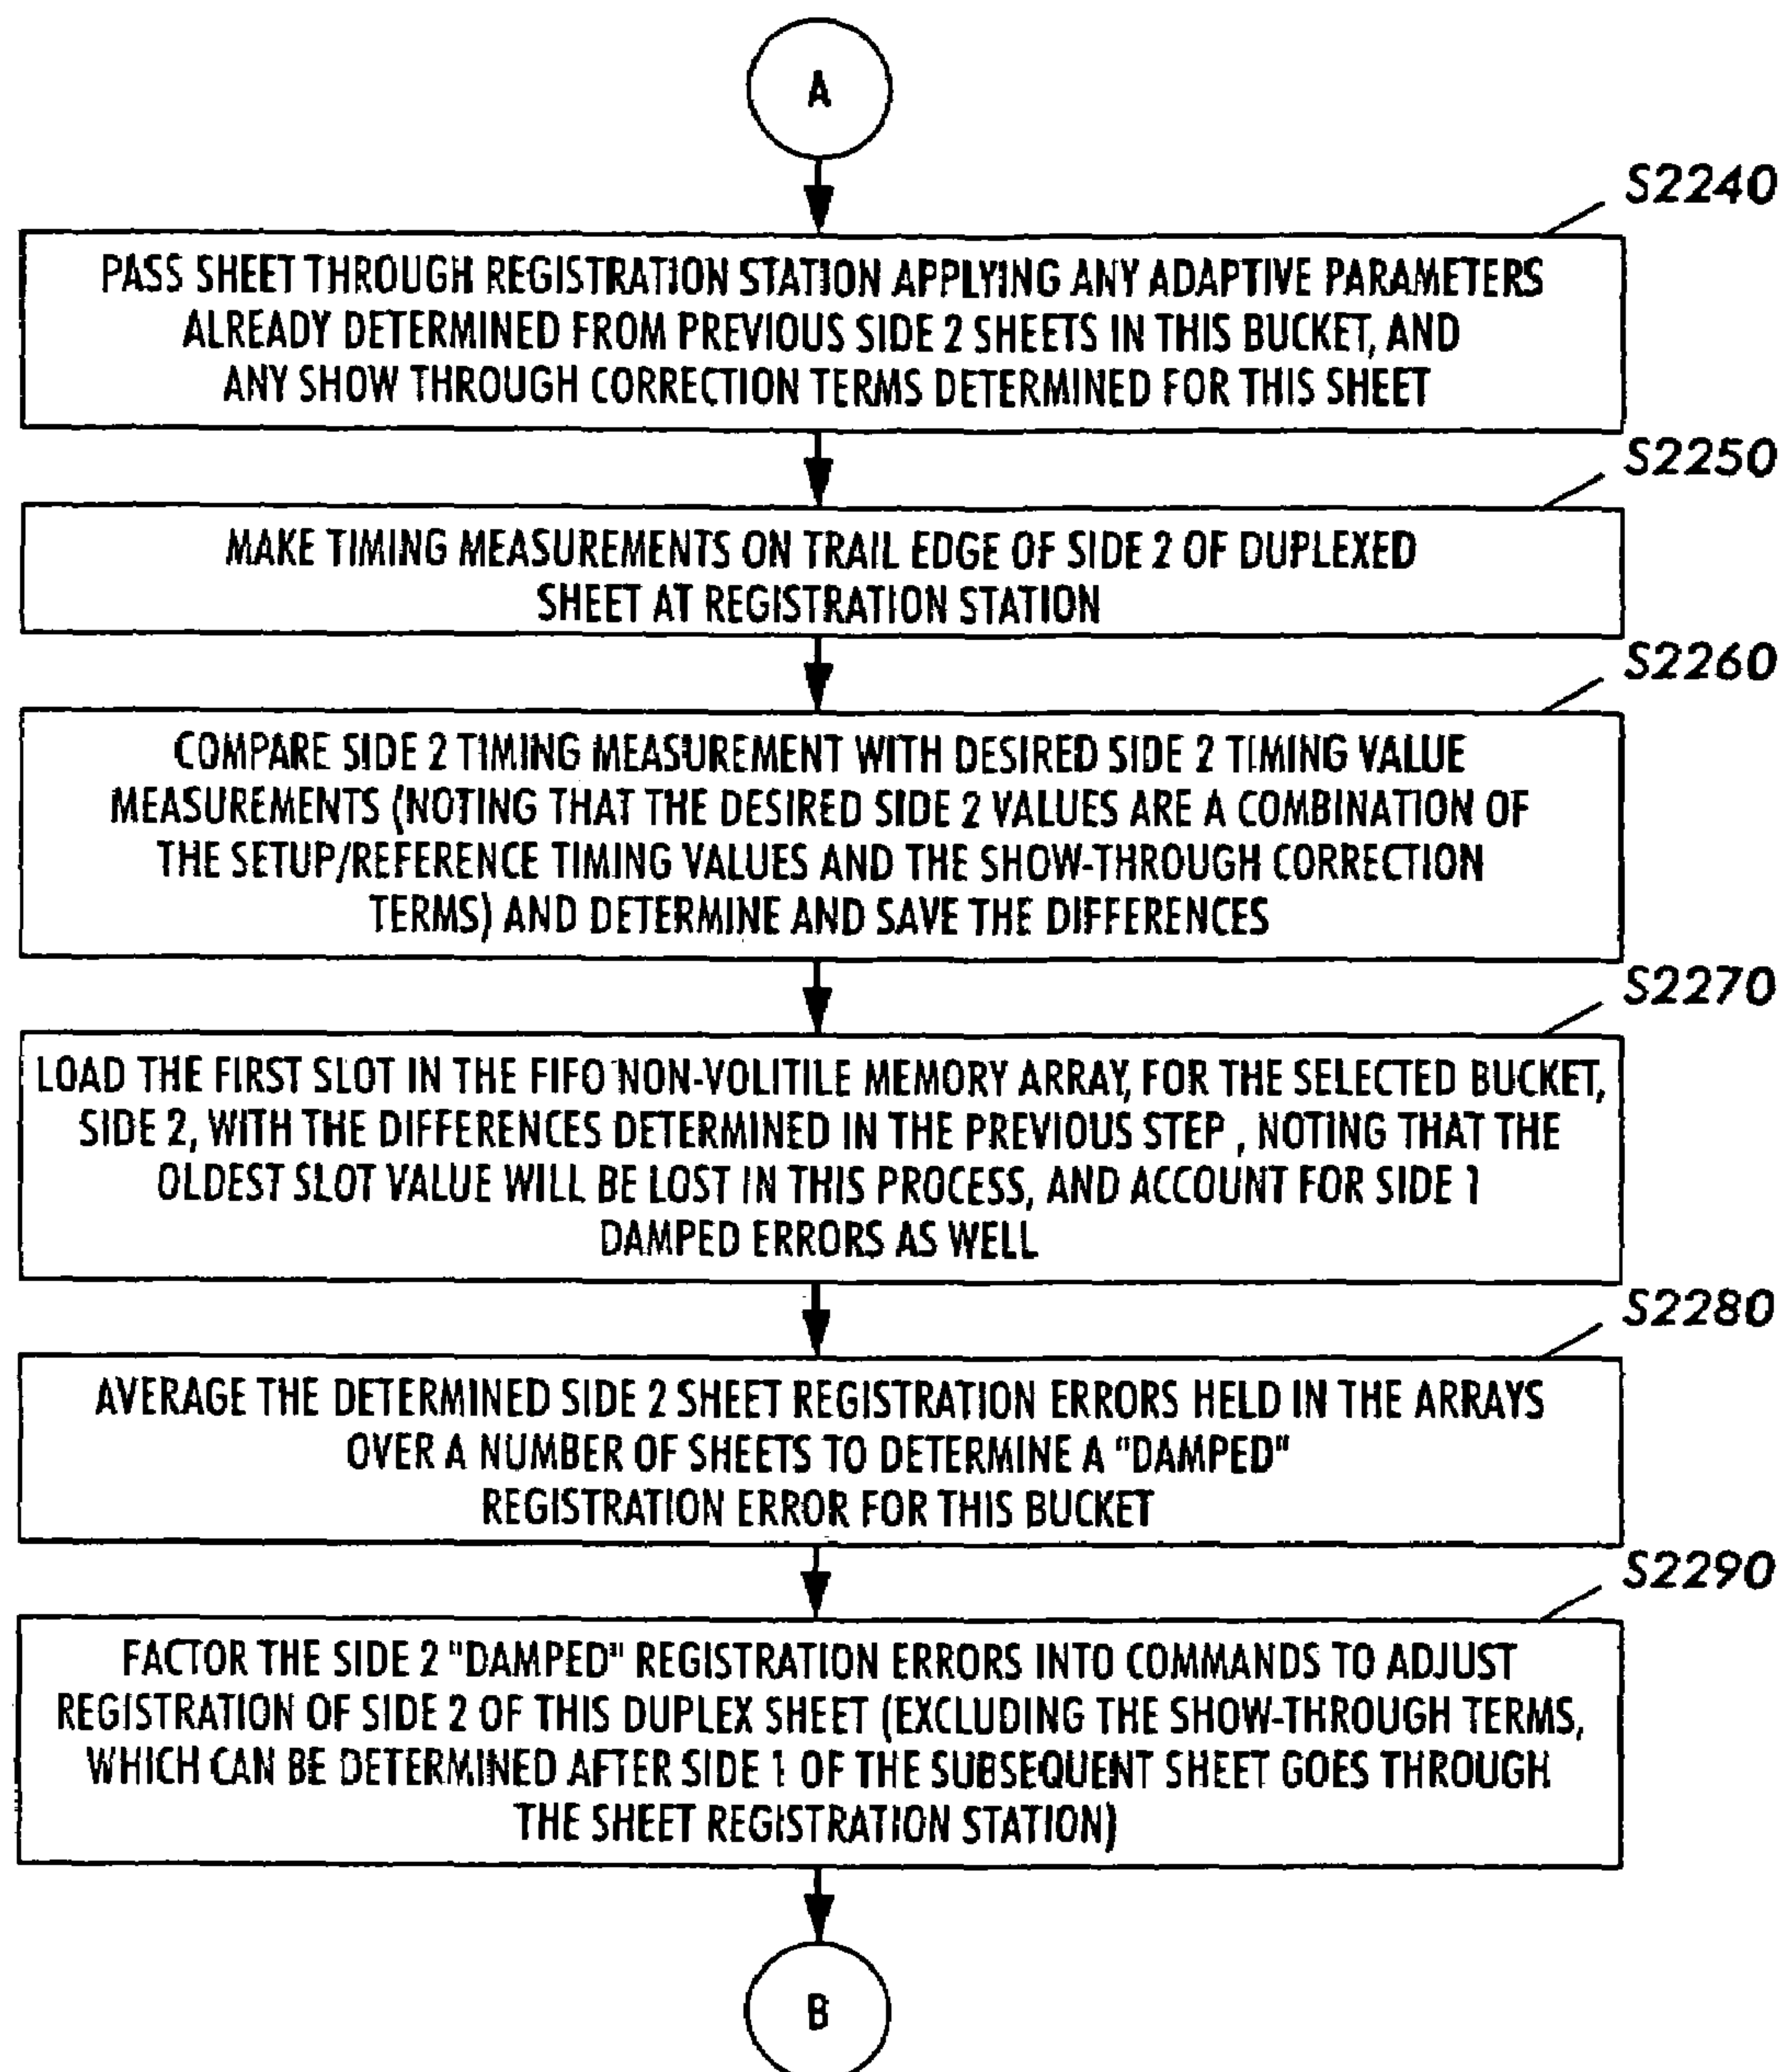 A
S2240
PASS SHEET THROUGH REGISTRATION STATION APPLYING ANY ADAPTIVE PARAMETERS
ALREADY DETERMINED FROM PREVIOUS SIDE 2 SHEETS IN THIS BUCKET, AND
ANY SHOW THROUGH CORRECTION TERMS DETERMINED FOR THIS SHEET
S2250
MAKE TIMING MEASUREMENTS ON TRAIL EDGE OF SIDE 2 OF DUPLEXED
SHEET AT REGISTRATION STATION
S2260
COMPARE SIDE 2 TIMING MEASUREMENT WITH DESIRED SIDE 2 TIMING VALUE
MEASUREMENTS (NOTING THAT THE DESIRED SIDE 2 VALUES ARE A COMBINATION OF
THE SETUP/REFERENCE TIMING VALUES AND THE SHOW-THROUGH CORRECTION
TERMS) AND DETERMINE AND SAVE THE DIFFERENCES
S2270
LOAD THE FIRST SLOT IN THE FIFO NON-VOLITILE MEMORY ARRAY, FOR THE SELECTED BUCKET,
SIDE 2, WITH THE DIFFERENCES DETERMINED IN THE PREVIOUS STEP , NOTING THAT THE
OLDEST SLOT VALUE WILL BE LOST IN THIS PROCESS, AND ACCOUNT FOR SIDE 1
DAMPED ERRORS AS WELL
S2280
AVERAGE THE DETERMINED SIDE 2 SHEET REGISTRATION ERRORS HELD IN THE ARRAYS
OVER A NUMBER OF SHEETS TO DETERMINE A "DAMPED"
REGISTRATION ERROR FOR THIS BUCKET
S2290
FACTOR THE SIDE 2 "DAMPED" REGISTRATION ERRORS INTO COMMANDS TO ADJUST
REGISTRATION OF SIDE 2 OF THIS DUPLEX SHEET (EXCLUDING THE SHOW-THROUGH TERMS,
WHICH CAN BE DETERMINED AFTER SIDE 1 OF THE SUBSEQUENT SHEET GOES THROUGH
THE SHEET REGISTRATION STATION)
B